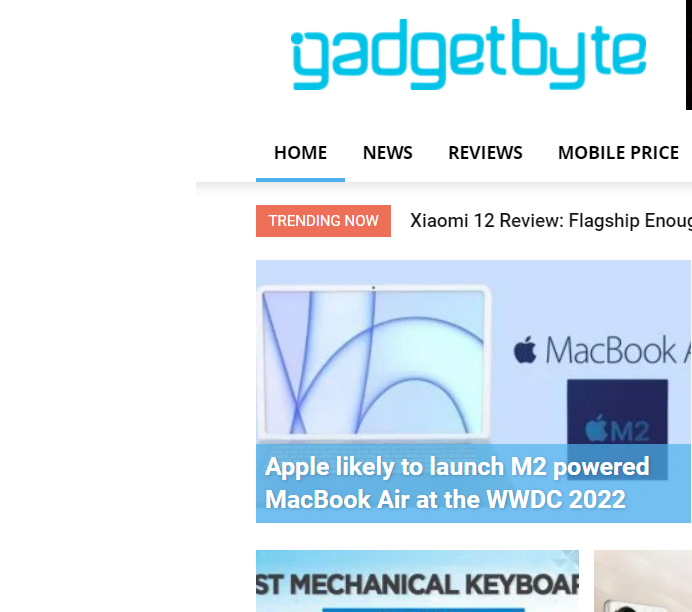 gadgetbyte
HOME NEWS REVIEWS MOBILE PRICE
TRENDING NOW Xiaomi 12 Review: Flagship Enoug
MacBook A
M2
Apple likely to launch M2 powered
MacBook Air at the WWDC 2022
ST MECHANICAL KEYBOAR